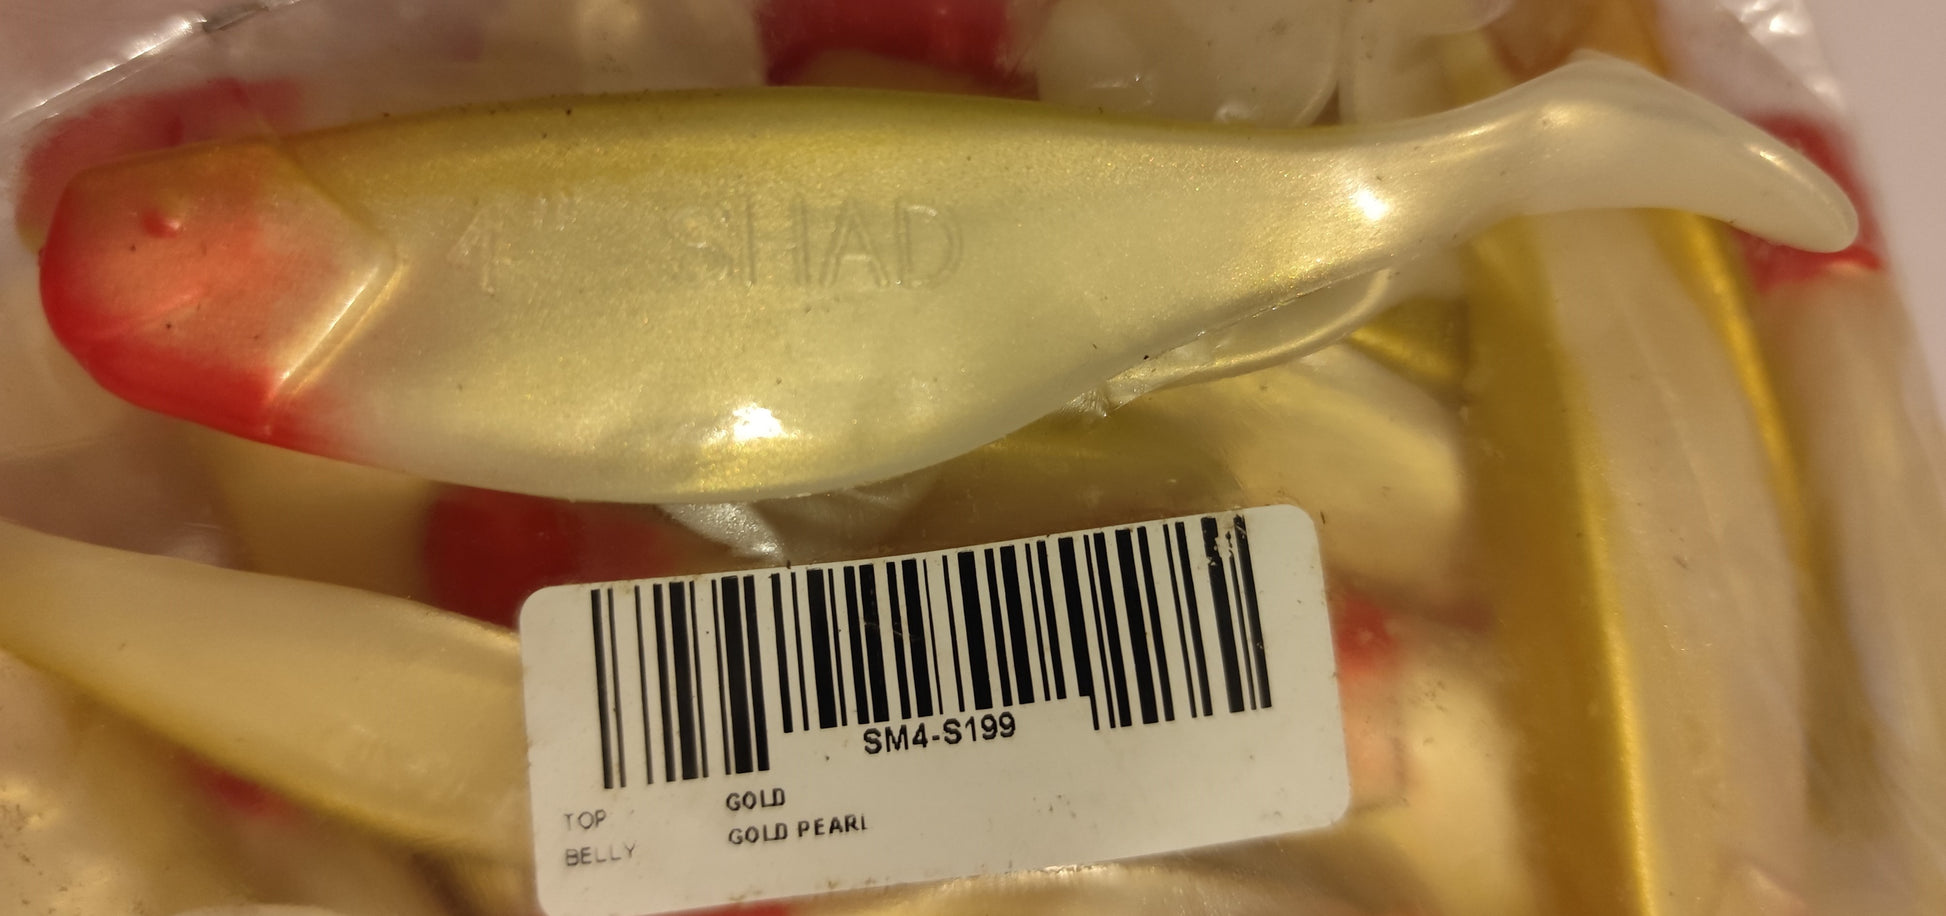 4" SHAD
SM4-S199
TOP GOLD
BELLY GOLD PEARL